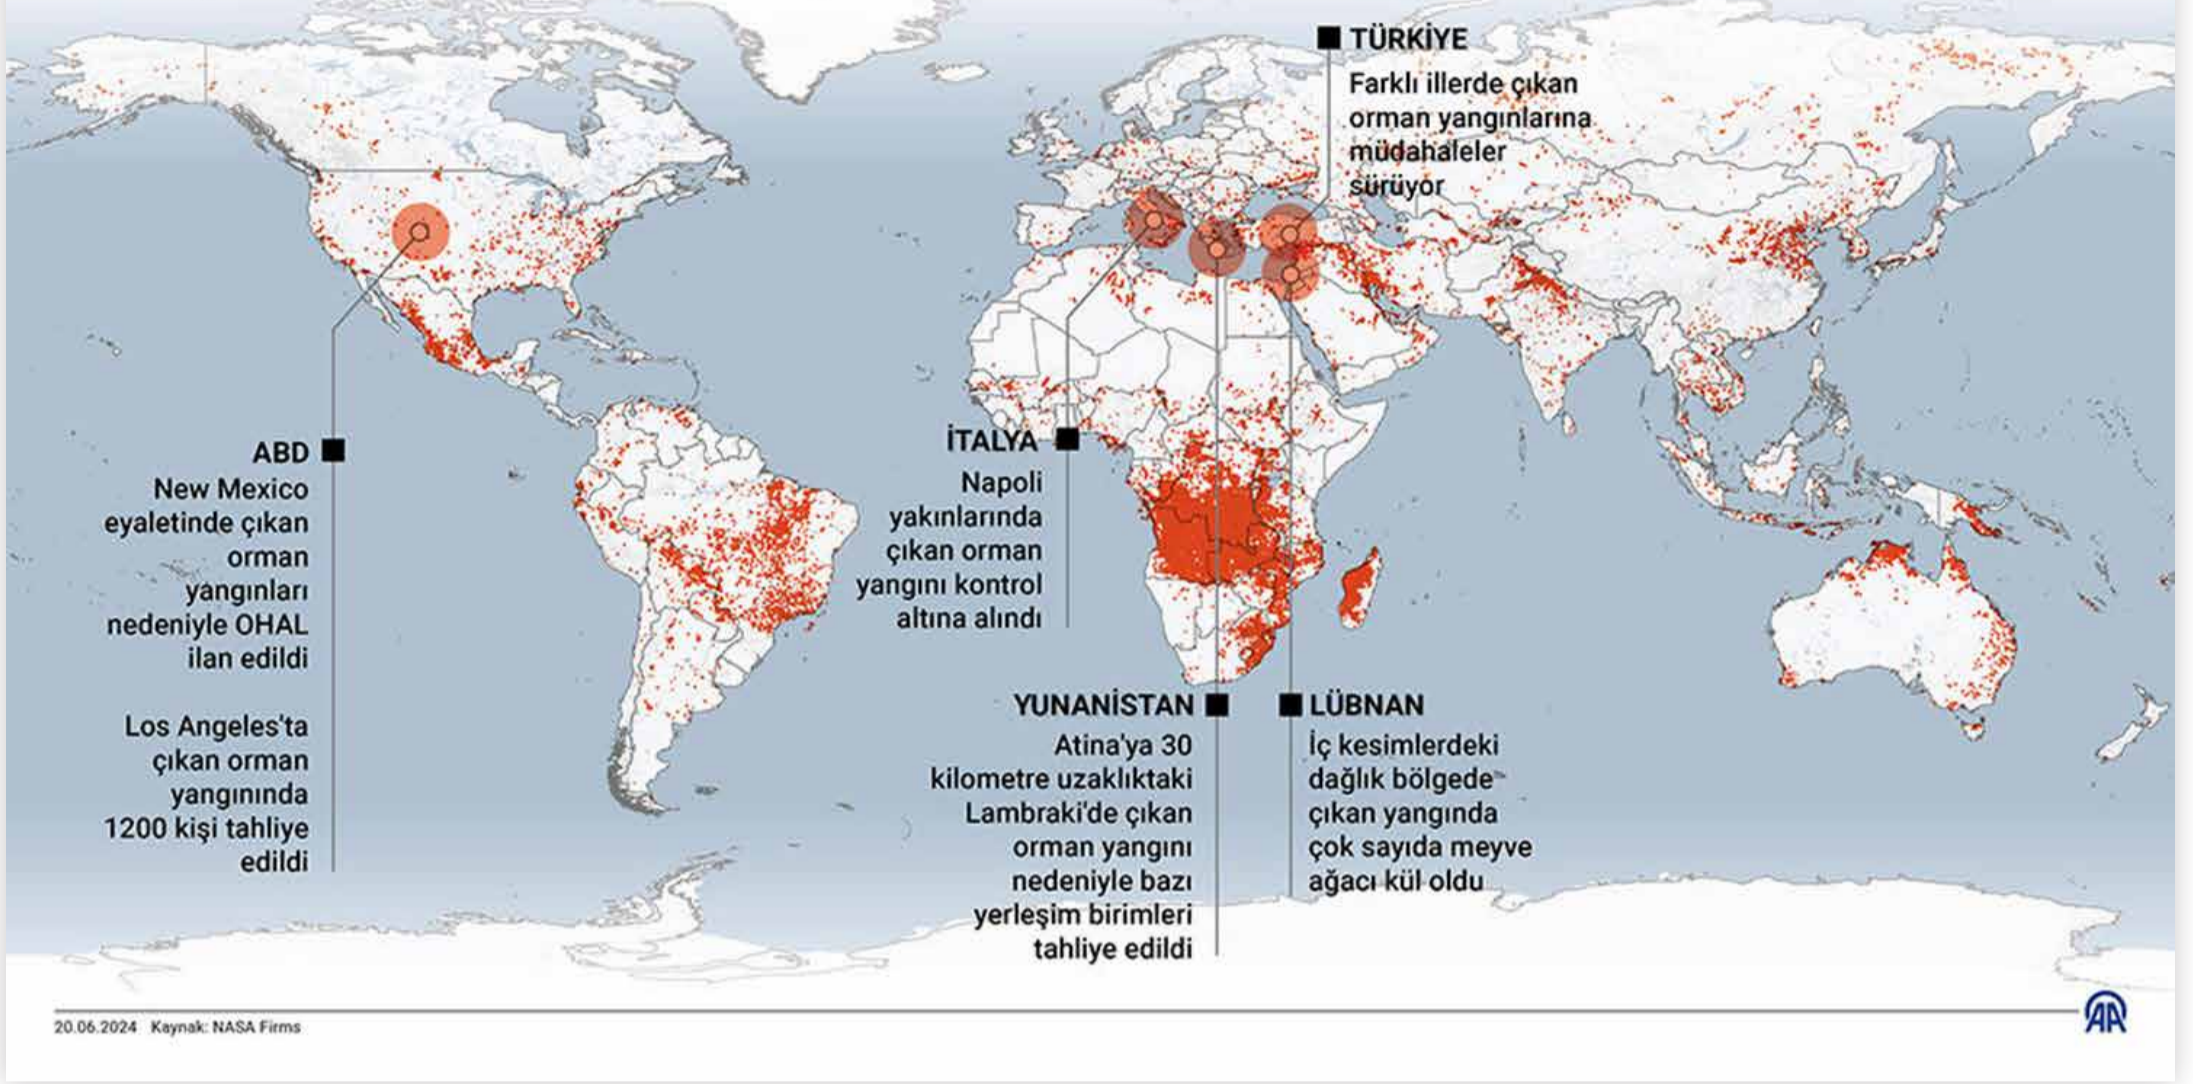 TÜRKİYE
Farklı illerde çıkan
orman yangınlarına
müdahaleler
sürüyor
ABD
New Mexico
eyaletinde çıkan
orman
yangınları
nedeniyle OHAL
ilan edildi
Los Angeles'ta
çıkan orman
yangınında
1200 kişi tahliye
edildi
İTALYA
Napoli
yakınlarında
çıkan orman
yangını kontrol
altına alındı
YUNANİSTAN
Atina'ya 30
kilometre uzaklıktaki
Lambraki'de çıkan
orman yangını
nedeniyle bazı
yerleşim birimleri
tahliye edildi
LÜBNAN
İç kesimlerdeki
dağlık bölgede
çıkan yangında
çok sayıda meyve
ağacı kül oldu
20.06.2024 Kaynak: NASA Firms
AA